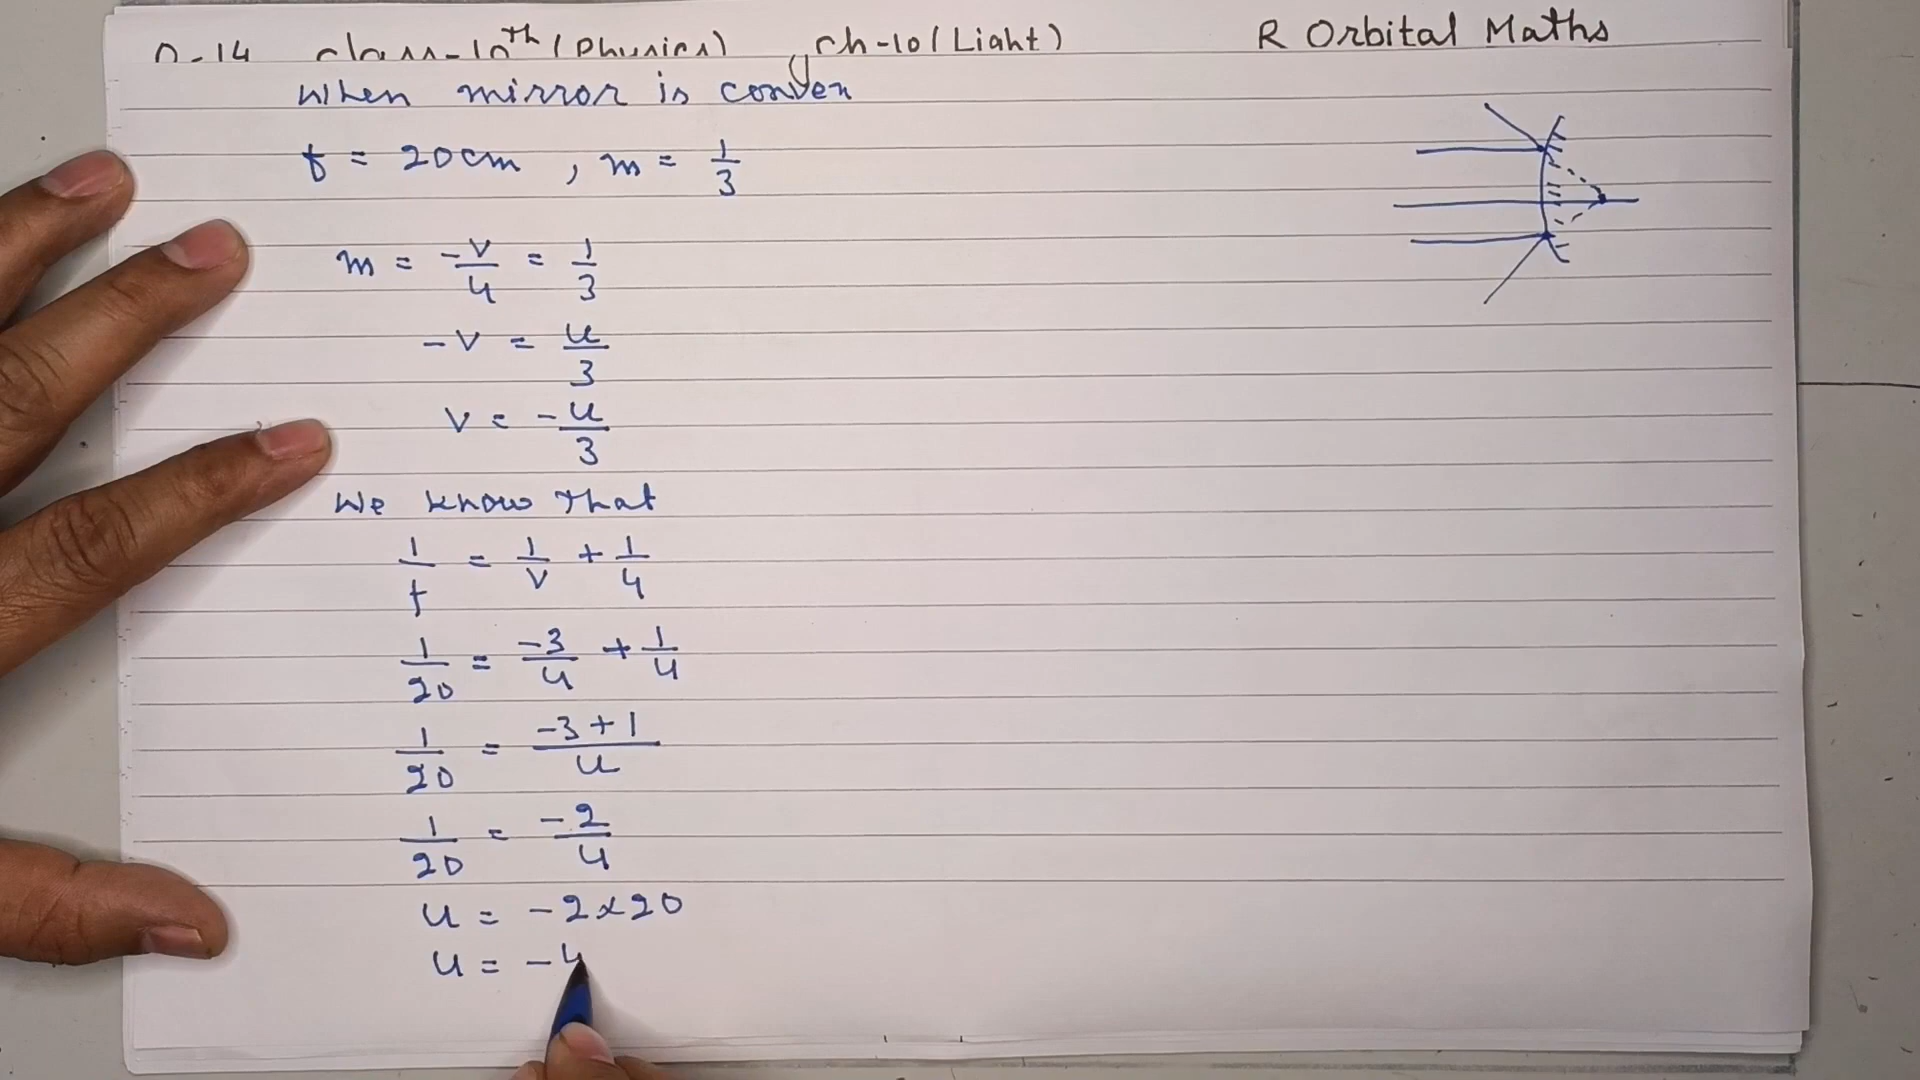 Q-14 class-10th (Physics) Ch-10 (Light) R Orbital Maths
When mirror is convex
f = 20cm , m = 1/3
m = -v/u = 1/3
-v = u/3
v = -u/3
We know that
1/f = 1/v + 1/u
1/20 = -3/u + 1/u
1/20 = -3+1/u
1/20 = -2/u
u = -2×20
u = -4